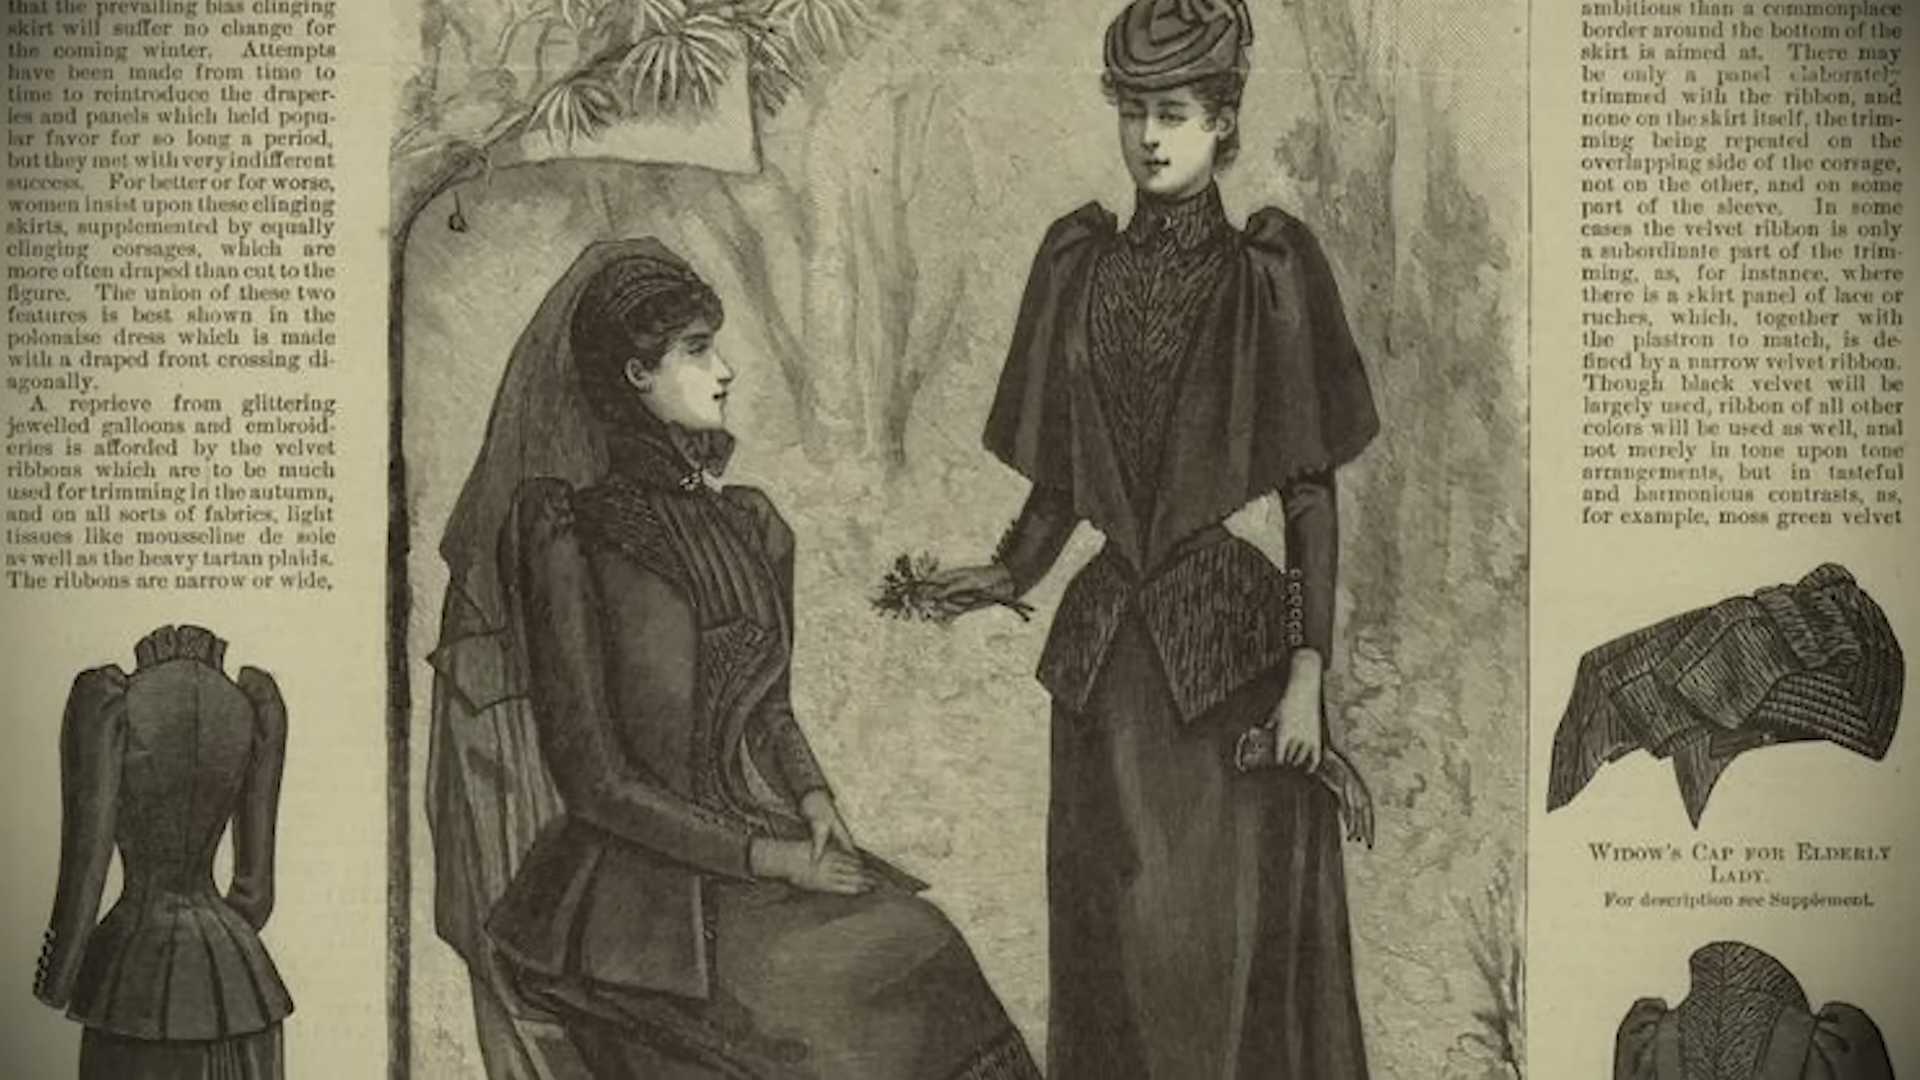 that the prevailing bias clinging
skirt will suffer no change for
the coming winter. Attempts
have been made from time to
time to reintroduce the draper-
ies and panels which held popu-
lar favor for so long a period,
but they met with very indifferent
success. For better or for worse,
women insist upon these clinging
skirts, supplemented by equally
clinging corsages, which are
more often draped than cut to the
figure. The union of these two
features is best shown in the
polonaise dress which is made
with a draped front crossing di-
agonally.
A reprieve from glittering
jewelled galloons and embroid-
eries is afforded by the velvet
ribbons which are to be much
used for trimming in the autumn,
and on all sorts of fabrics, light
tissues like mousseline de soie
as well as the heavy tartan plaids.
The ribbons are narrow or wide,
ambitious than a commonplace
border around the bottom of the
skirt is aimed at. There may
be only a panel elaborately
trimmed with the ribbon, and
none on the skirt itself, the trim-
ming being repeated on the
overlapping side of the corsage,
not on the other, and on some
part of the sleeve. In some
cases the velvet ribbon is only
a subordinate part of the trim-
ming, as, for instance, where
there is a skirt panel of lace or
ruches, which, together with
the plastron to match, is de-
fined by a narrow velvet ribbon.
Though black velvet will be
largely used, ribbon of all other
colors will be used as well, and
not merely in tone upon tone
arrangements, but in tasteful
and harmonious contrasts, as,
for example, moss green velvet
WIDOW'S CAP FOR ELDERLY
LADY.
For description see Supplement.